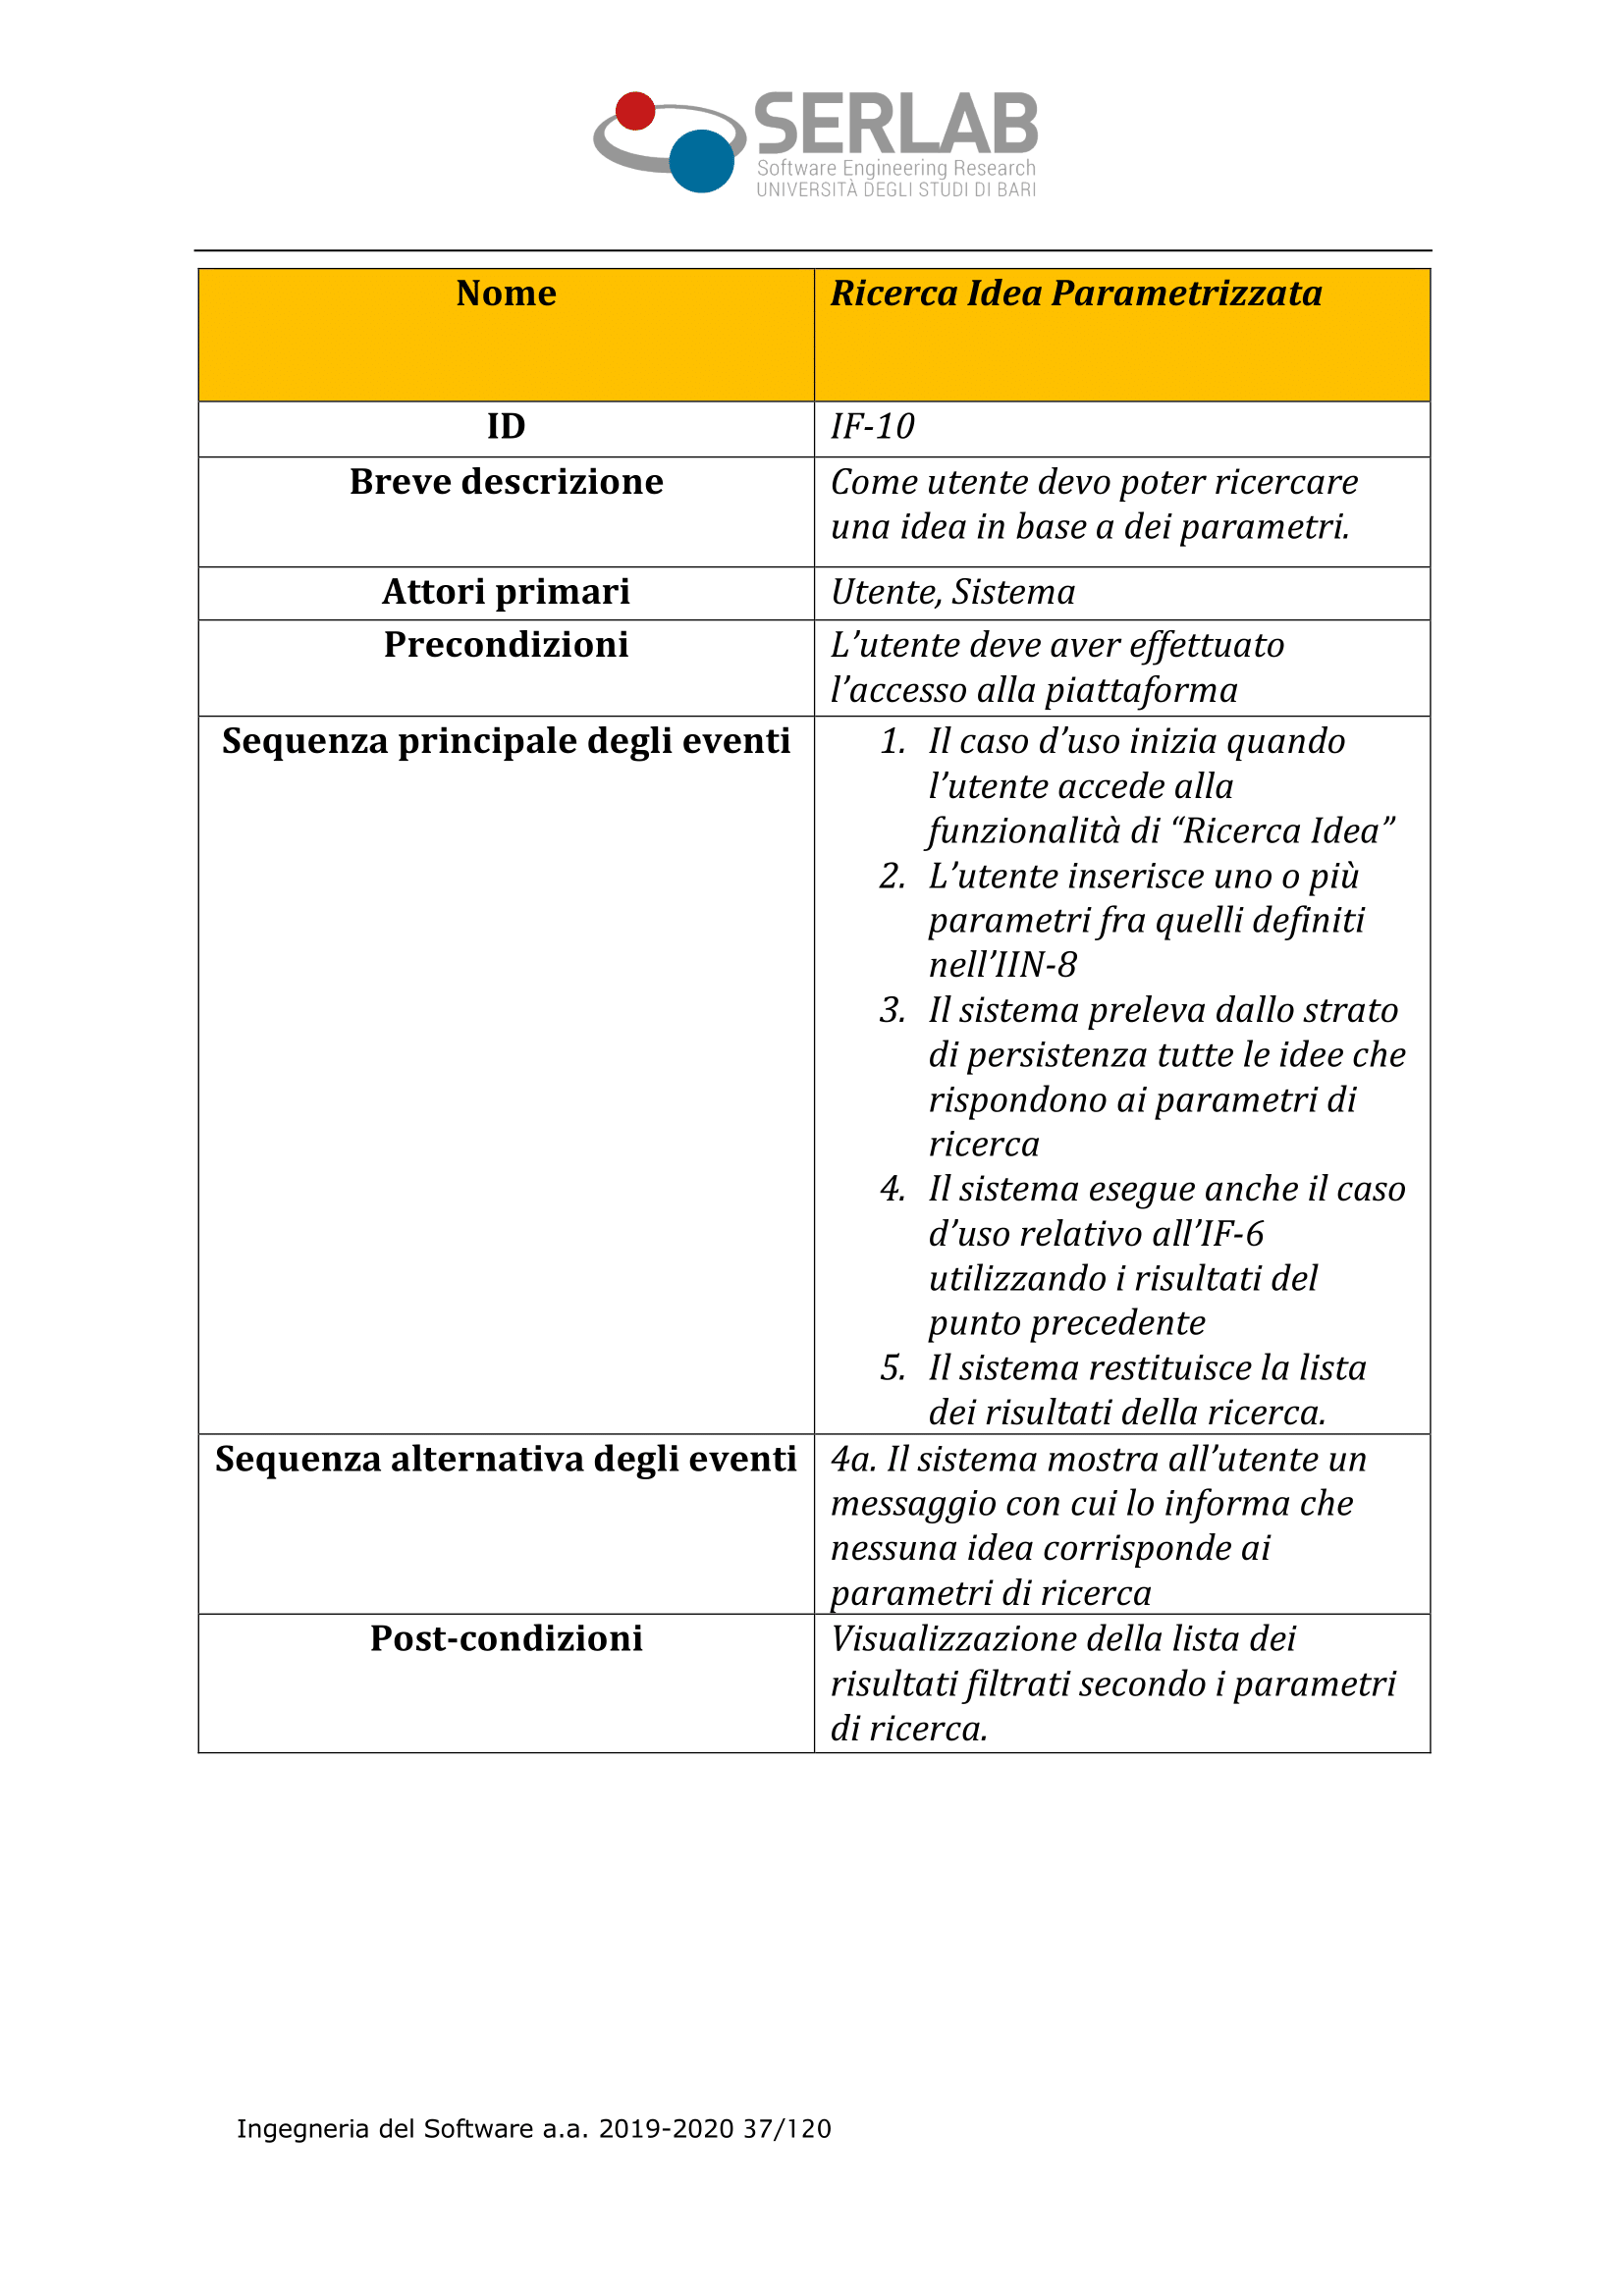 SERLAB
Software Engineering Research
UNIVERSITÀ DEGLI STUDI DI BARI
Nome
Ricerca Idea Parametrizzata
ID
IF-10
Breve descrizione
Come utente devo poter ricercare
una idea in base a dei parametri.
Attori primari
Utente, Sistema
Precondizioni
L’utente deve aver effettuato
l’accesso alla piattaforma
Sequenza principale degli eventi
1. Il caso d’uso inizia quando
l’utente accede alla
funzionalità di “Ricerca Idea”
2. L’utente inserisce uno o più
parametri fra quelli definiti
nell’IIN-8
3. Il sistema preleva dallo strato
di persistenza tutte le idee che
rispondono ai parametri di
ricerca
4. Il sistema esegue anche il caso
d’uso relativo all’IF-6
utilizzando i risultati del
punto precedente
5. Il sistema restituisce la lista
dei risultati della ricerca.
Sequenza alternativa degli eventi
4a. Il sistema mostra all’utente un
messaggio con cui lo informa che
nessuna idea corrisponde ai
parametri di ricerca
Post-condizioni
Visualizzazione della lista dei
risultati filtrati secondo i parametri
di ricerca.
Ingegneria del Software a.a. 2019-2020 37/120